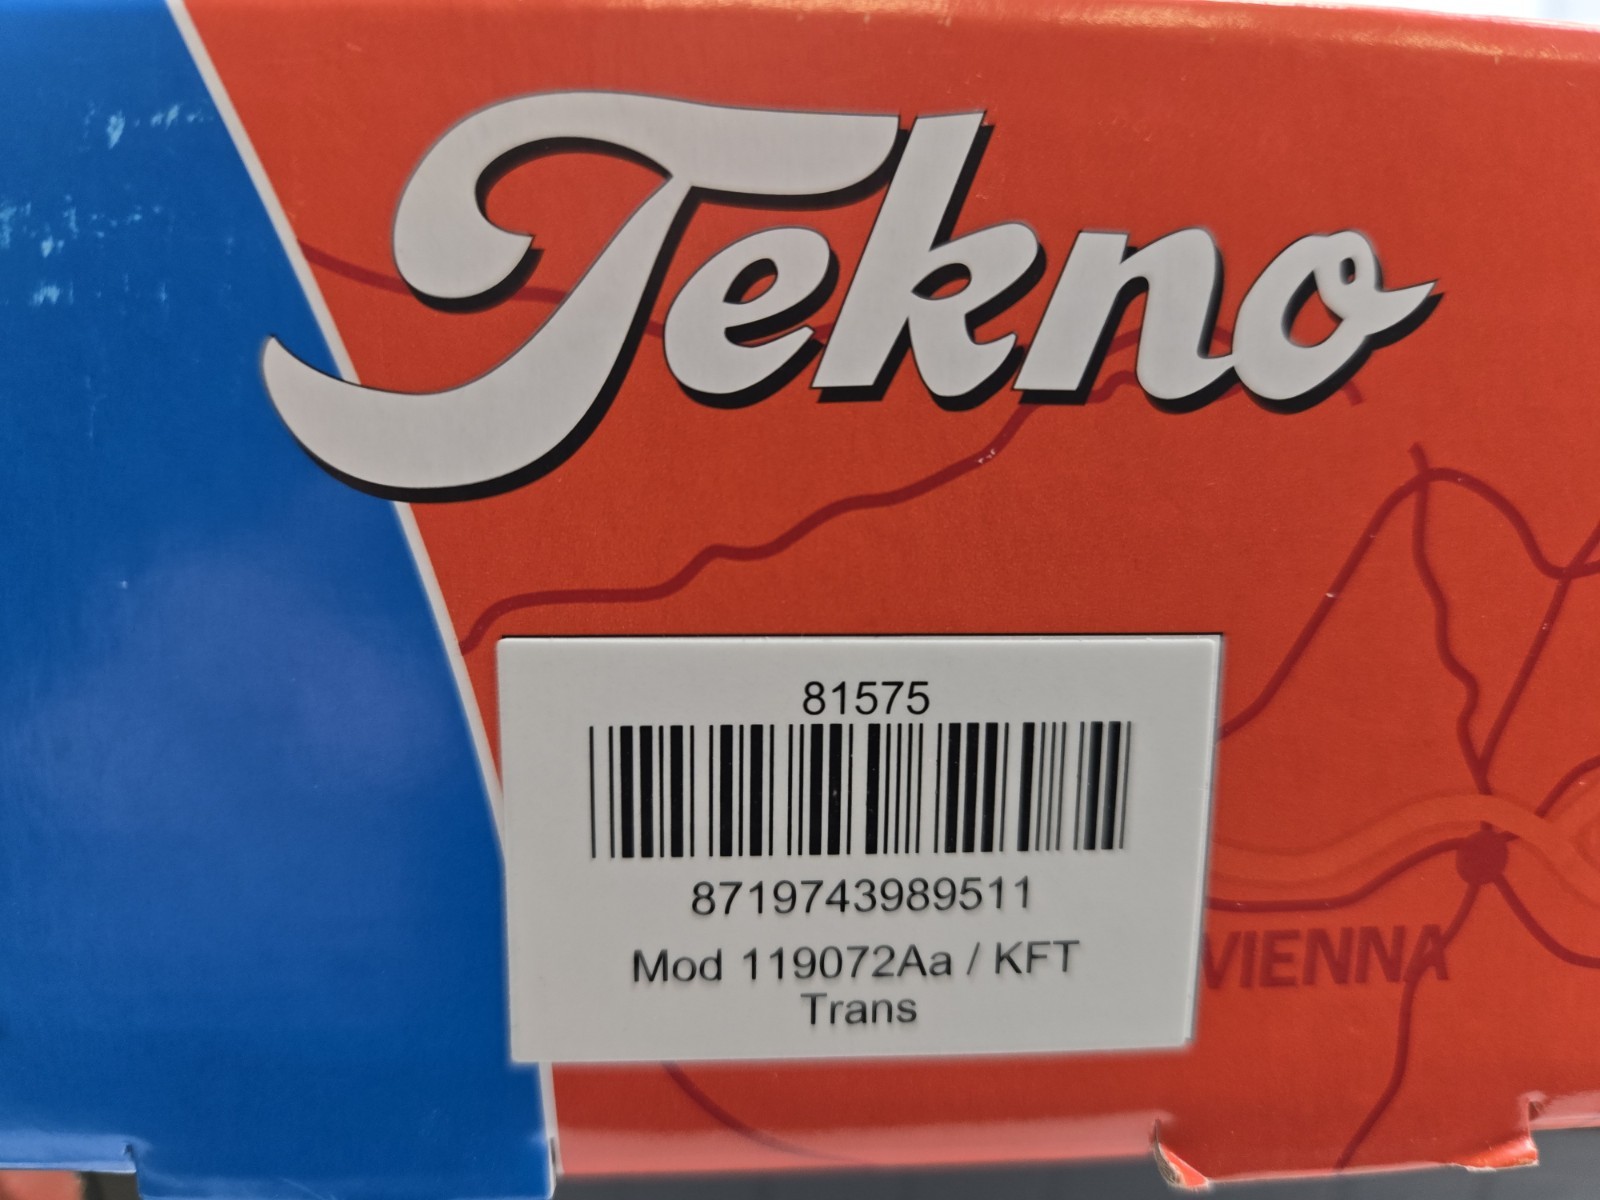 Tekno
81575
8719743989511
Mod 119072Aa / KFT
Trans
VIENNA